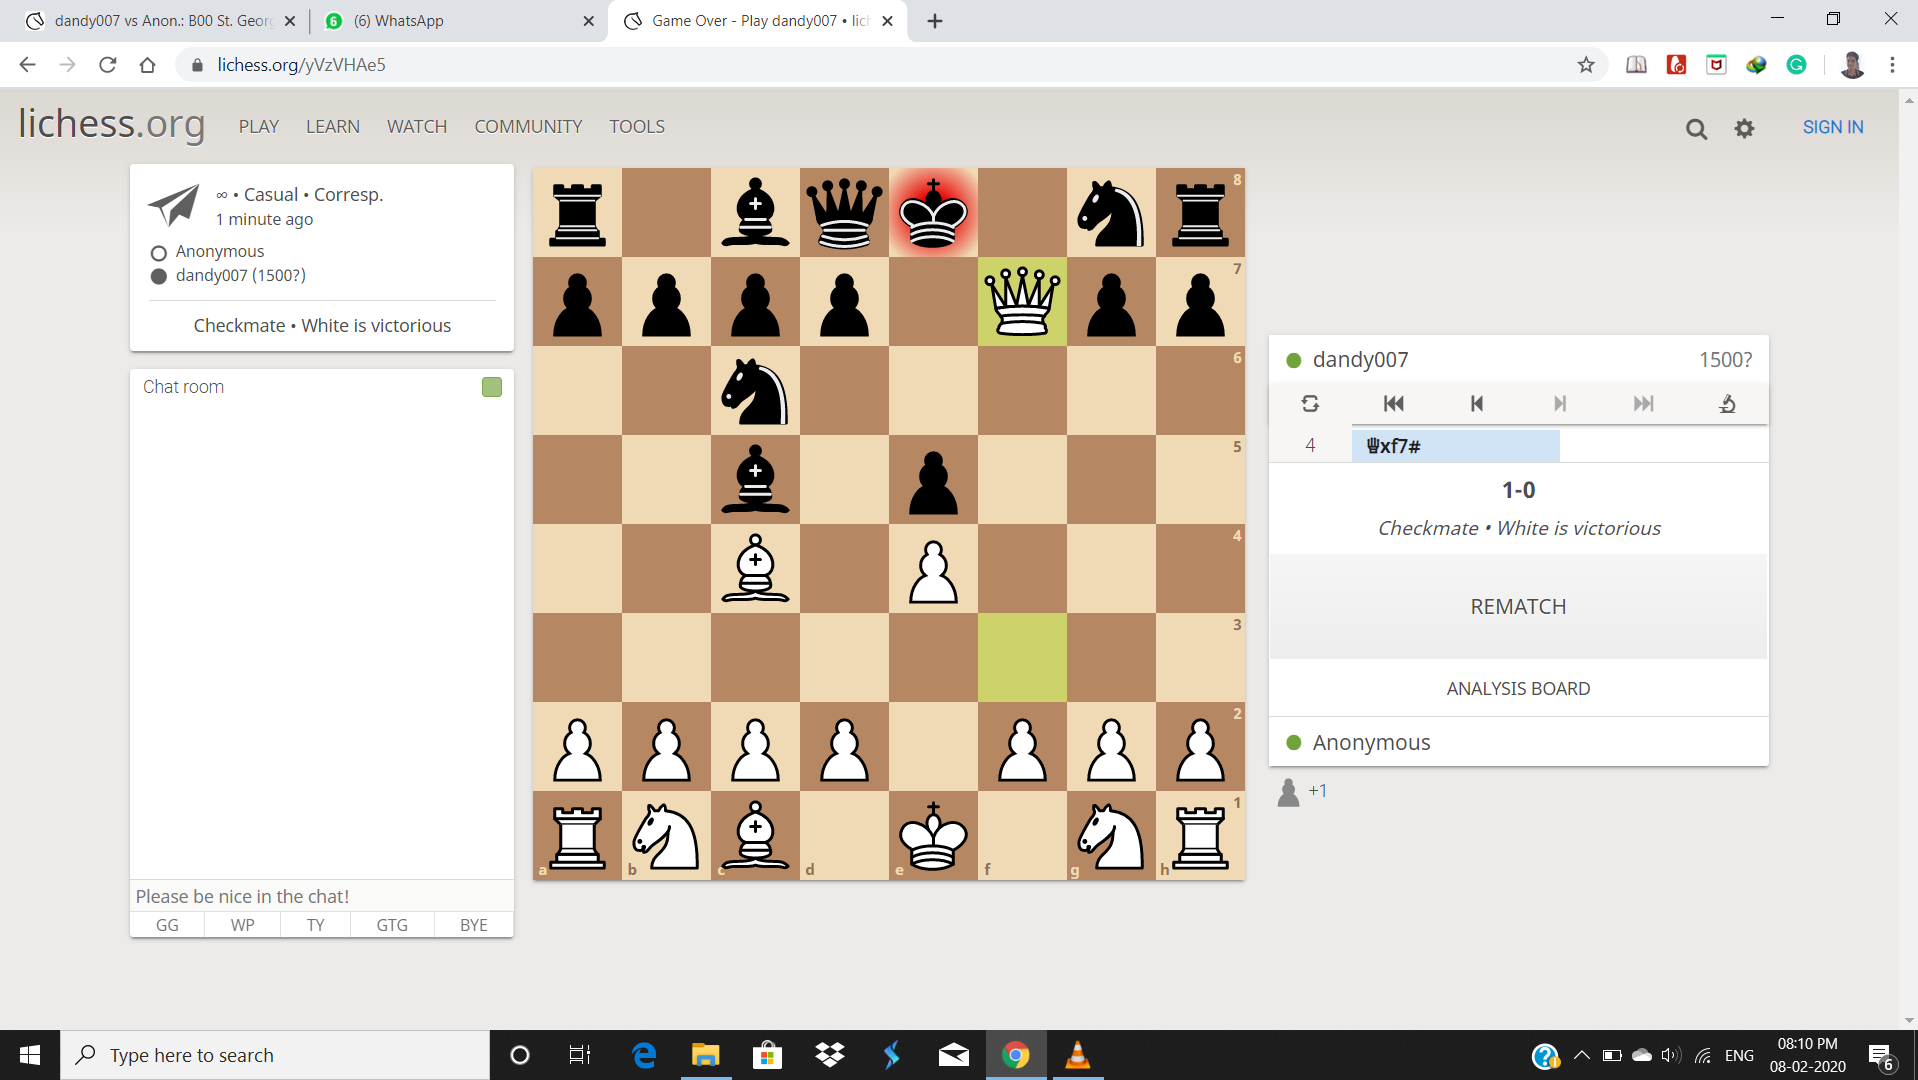 dandy007 vs Anon.: B00 St. Geor
(6) WhatsApp
Game Over - Play dandy007 • lic
lichess.org/yVzVHAe5
lichess.org
PLAY
LEARN
WATCH
COMMUNITY
TOOLS
SIGN IN
∞ • Casual • Corresp.
1 minute ago
Anonymous
dandy007 (1500?)
Checkmate • White is victorious
Chat room
Please be nice in the chat!
GG
WP
TY
GTG
BYE
8
7
6
5
4
3
2
1
a
b
c
d
e
f
g
h
dandy007
1500?
4
♕xf7#
1-0
Checkmate • White is victorious
REMATCH
ANALYSIS BOARD
Anonymous
+1
Type here to search
ENG
08:10 PM
08-02-2020
6